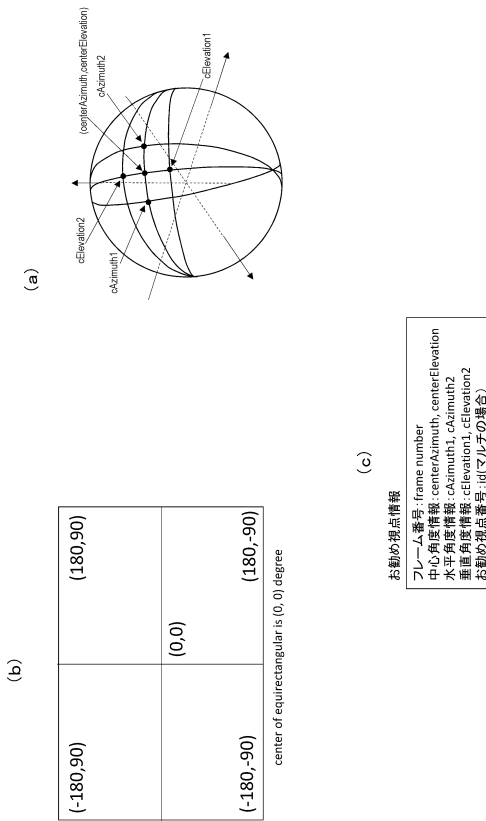 (a)
(centerAzimuth,centerElevation)
cAzimuth2
cElevation2
cAzimuth1
cElevation1
(b)
(-180,90)
(180,90)
(0,0)
(-180,-90)
(180,-90)
center of equirectangular is (0, 0) degree
(c)
お勧め視点情報
フレーム番号：frame number
中心角度情報：centerAzimuth, centerElevation
水平角度情報：cAzimuth1, cAzimuth2
垂直角度情報：cElevation1, cElevation2
お勧め視点番号：id(マルチの場合)